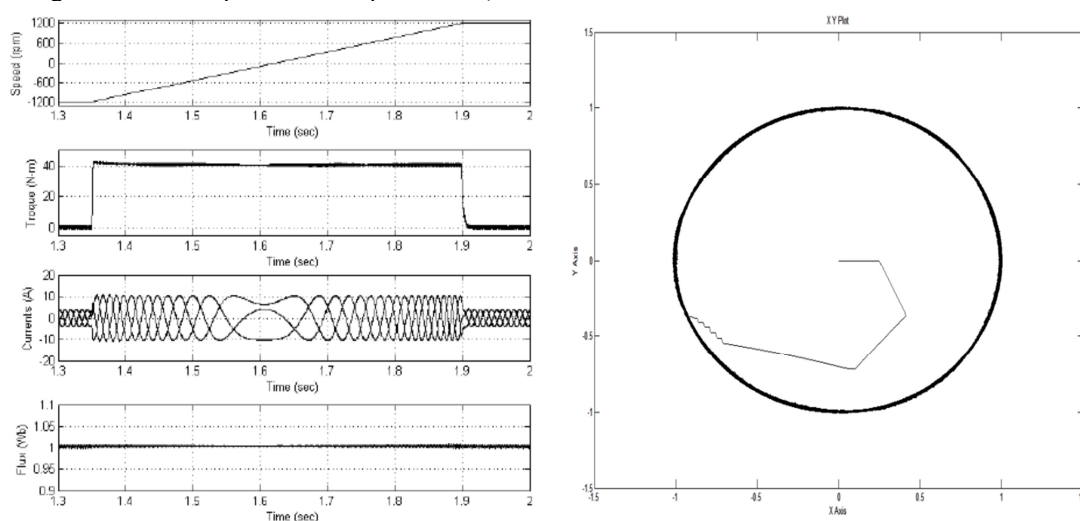 1200
600
0
-600
-1200
Speed (rpm)
1.3 1.4 1.5 1.6 1.7 1.8 1.9 2
Time (sec)
40
20
0
Troque (N-m)
1.3 1.4 1.5 1.6 1.7 1.8 1.9 2
Time (sec)
20
10
0
-10
-20
Currents (A)
1.3 1.4 1.5 1.6 1.7 1.8 1.9 2
Time (sec)
1.1
1.05
1
0.95
0.9
Flux (Wb)
1.3 1.4 1.5 1.6 1.7 1.8 1.9 2
Time (sec)
X Y Plot
1.5
1
0.5
0
-0.5
-1
-1.5
Y Axis
-1.5 -1 -0.5 0 0.5 1
X Axis